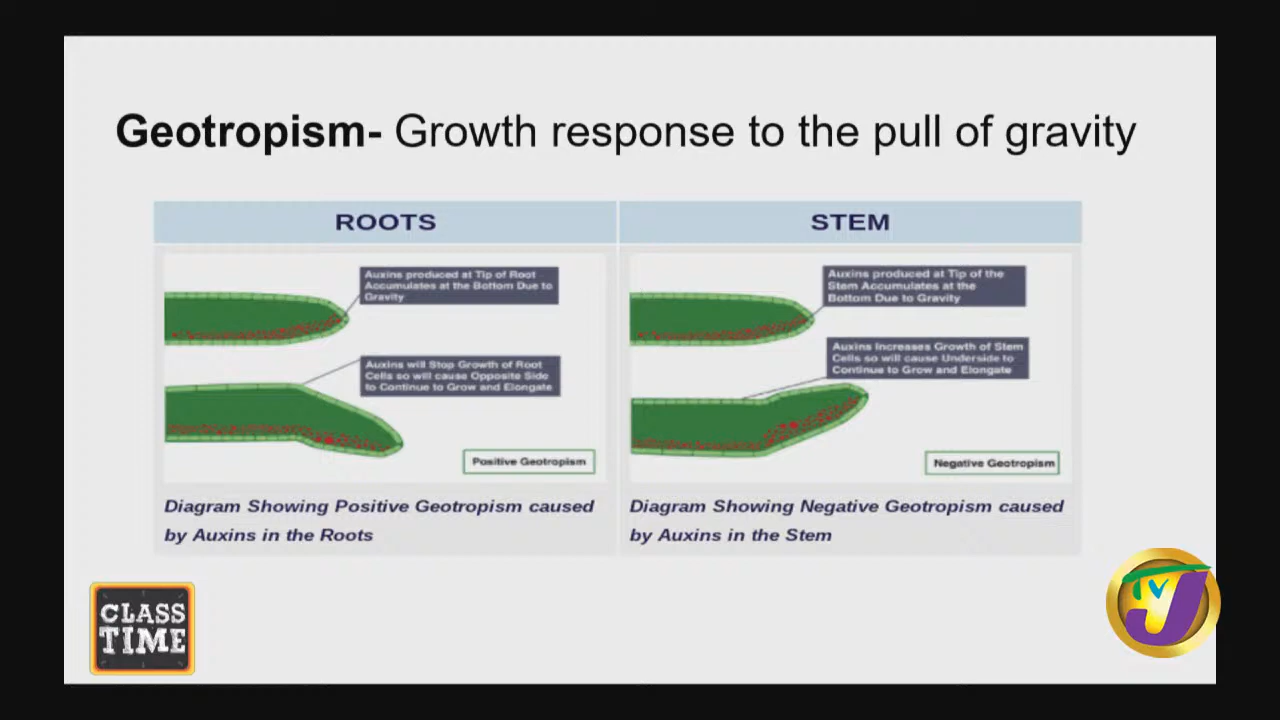 Geotropism- Growth response to the pull of gravity
ROOTS
Auxins produced at Tip of Root
Accumulates at the Bottom Due to
Gravity
Auxins will Stop Growth of Root
Cells so will cause Opposite Side
to Continue to Grow and Elongate
Positive Geotropism
Diagram Showing Positive Geotropism caused
by Auxins in the Roots
STEM
Auxins produced at Tip of the
Stem Accumulates at the
Bottom Due to Gravity
Auxins Increases Growth of Stem
Cells so will cause Underside to
Continue to Grow and Elongate
Negative Geotropism
Diagram Showing Negative Geotropism caused
by Auxins in the Stem
CLASS
TIME
TVJ